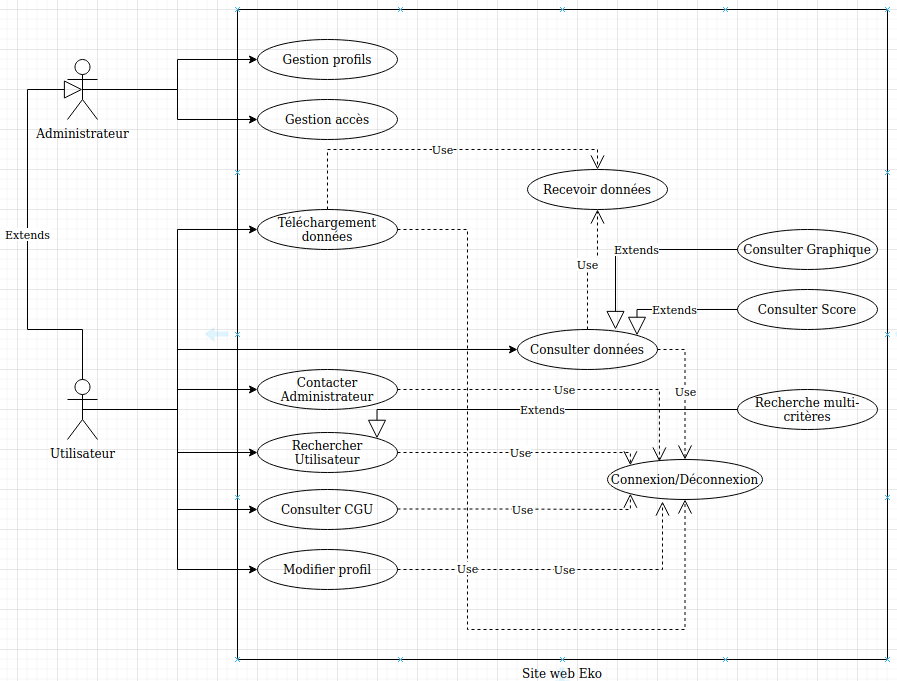 Gestion profils
Administrateur
Gestion accès
Use
Recevoir données
Téléchargement
données
Extends
Extends
Consulter Graphique
Use
Extends
Consulter Score
Consulter données
Contacter
Administrateur
Use
Use
Extends
Recherche multi-
critères
Utilisateur
Rechercher
Utilisateur
Use
Connexion/Déconnexion
Consulter CGU
Use
Modifier profil
Use
Use
Site web Eko